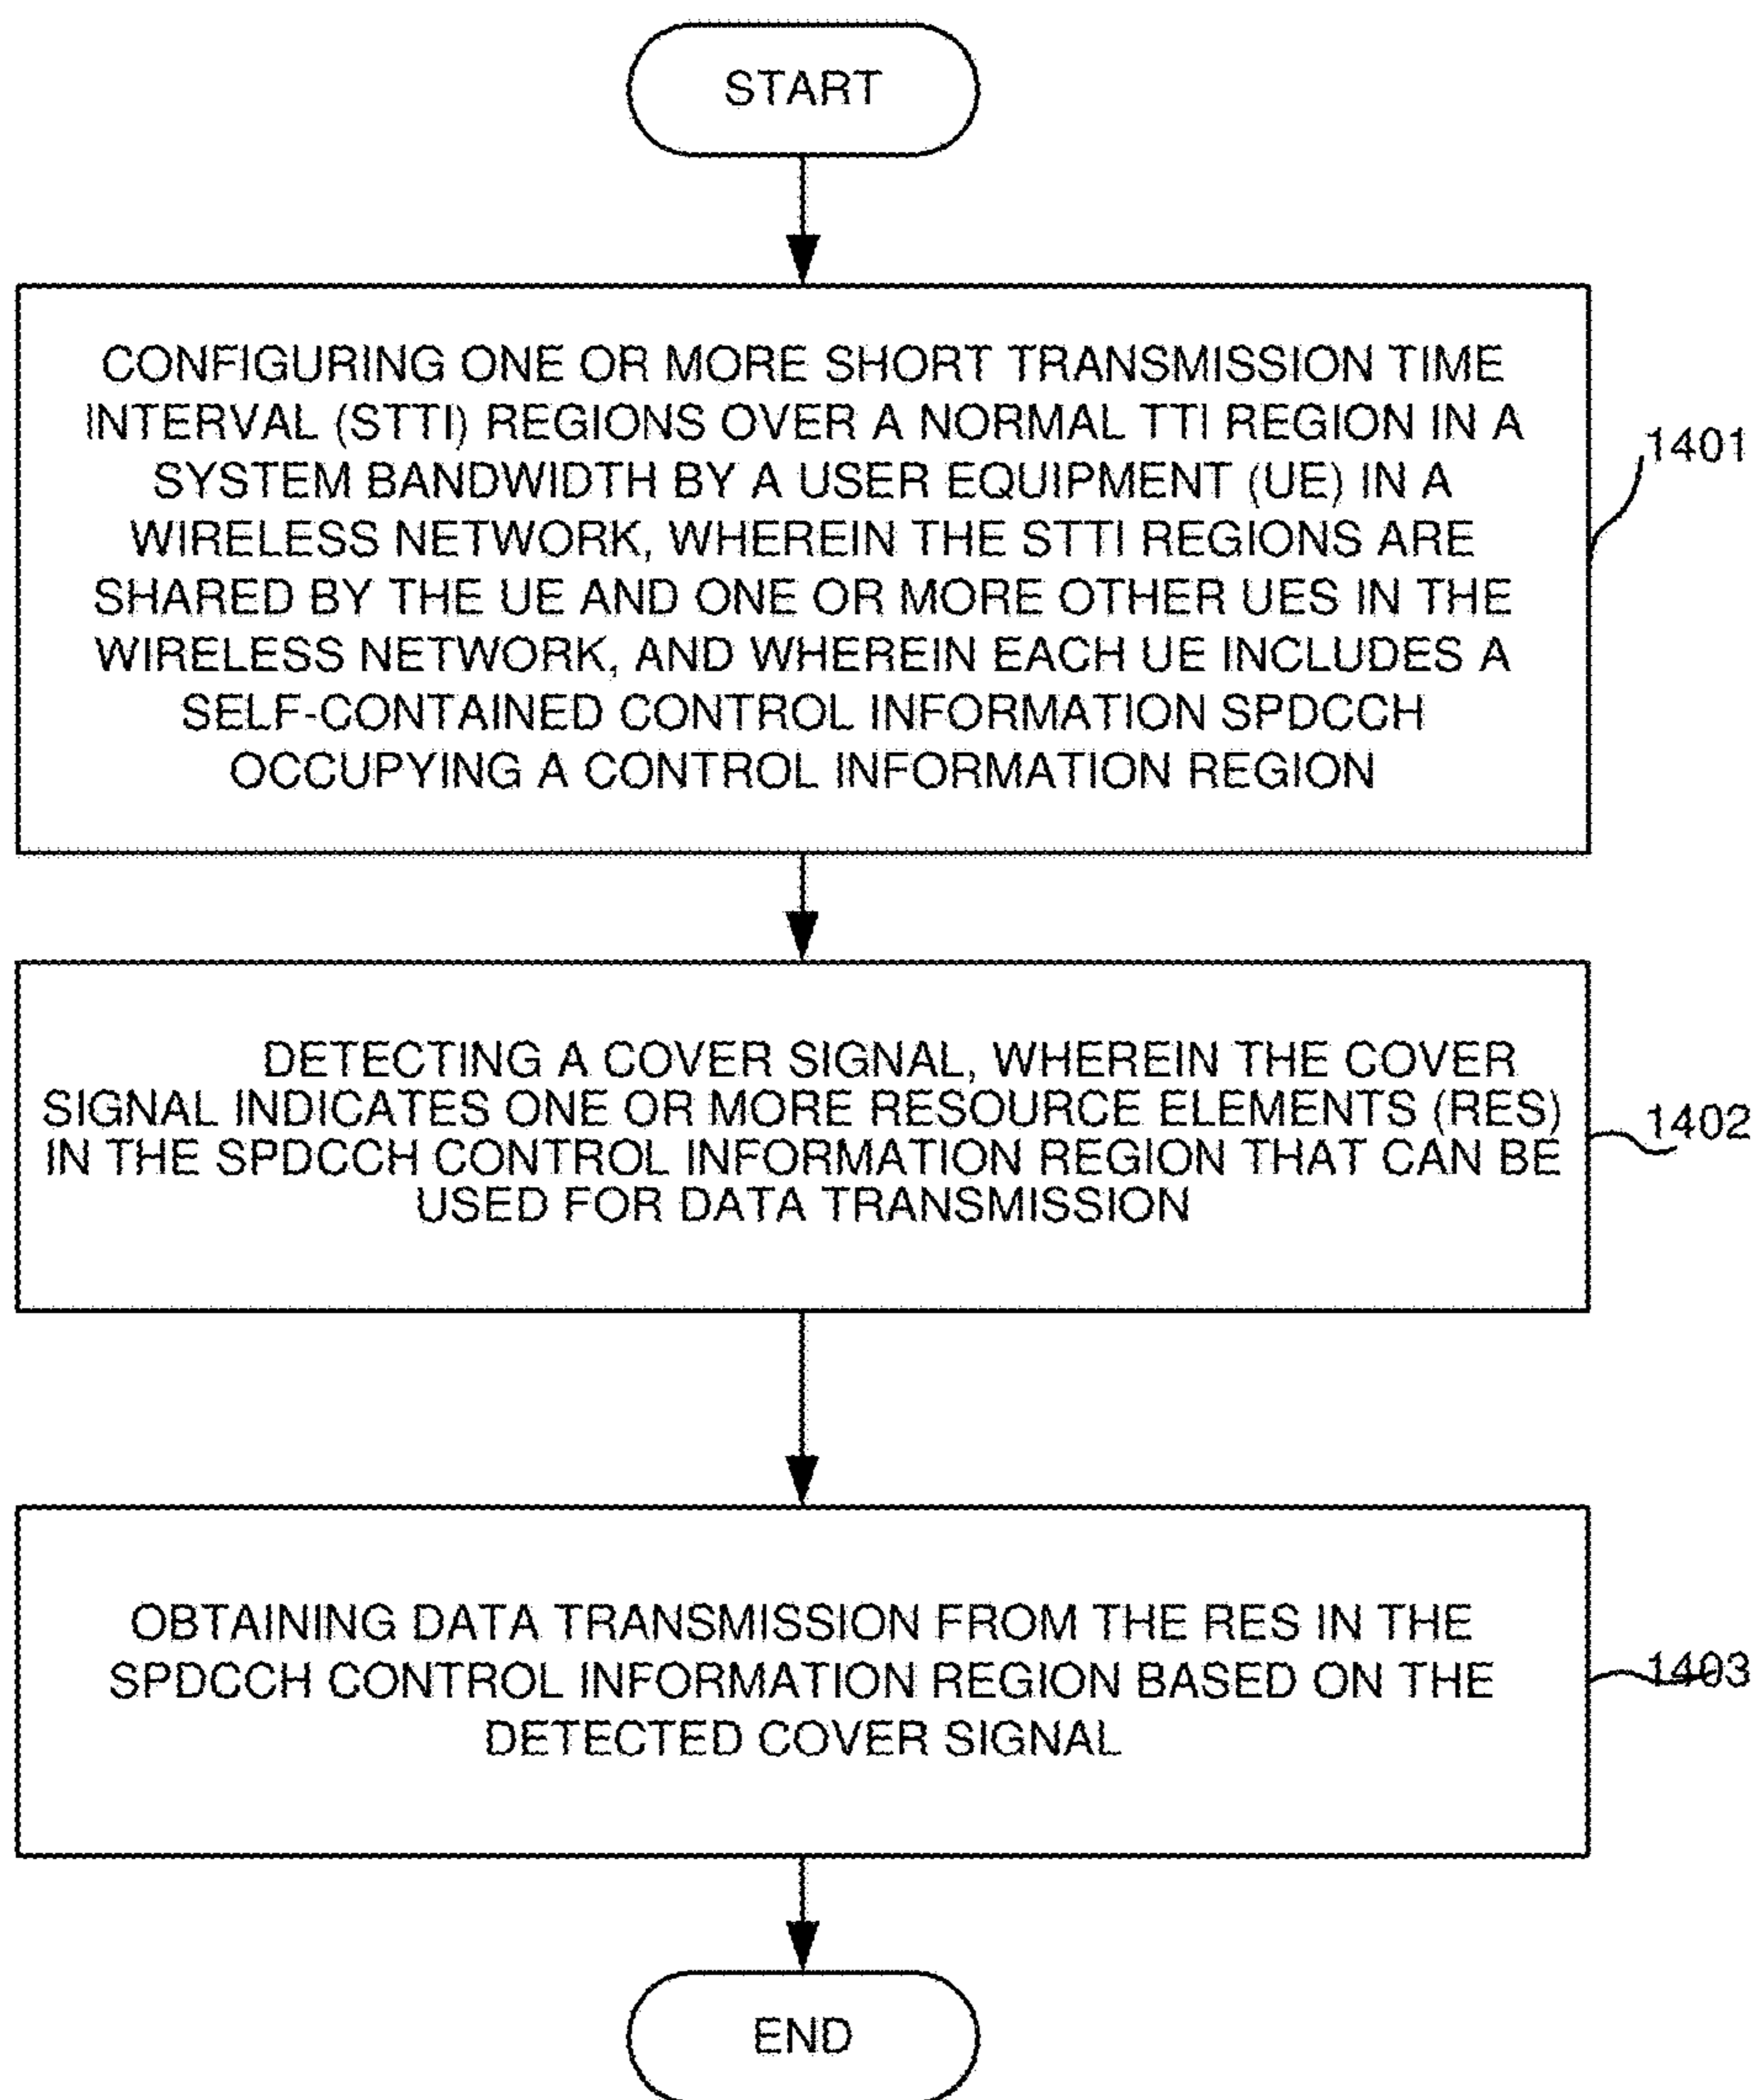 START
CONFIGURING ONE OR MORE SHORT TRANSMISSION TIME
INTERVAL (STTI) REGIONS OVER A NORMAL TTI REGION IN A
SYSTEM BANDWIDTH BY A USER EQUIPMENT (UE) IN A
WIRELESS NETWORK, WHEREIN THE STTI REGIONS ARE
SHARED BY THE UE AND ONE OR MORE OTHER UES IN THE
WIRELESS NETWORK, AND WHEREIN EACH UE INCLUDES A
SELF-CONTAINED CONTROL INFORMATION SPDCCH
OCCUPYING A CONTROL INFORMATION REGION
1401
DETECTING A COVER SIGNAL, WHEREIN THE COVER
SIGNAL INDICATES ONE OR MORE RESOURCE ELEMENTS (RES)
IN THE SPDCCH CONTROL INFORMATION REGION THAT CAN BE
USED FOR DATA TRANSMISSION
1402
OBTAINING DATA TRANSMISSION FROM THE RES IN THE
SPDCCH CONTROL INFORMATION REGION BASED ON THE
DETECTED COVER SIGNAL
1403
END